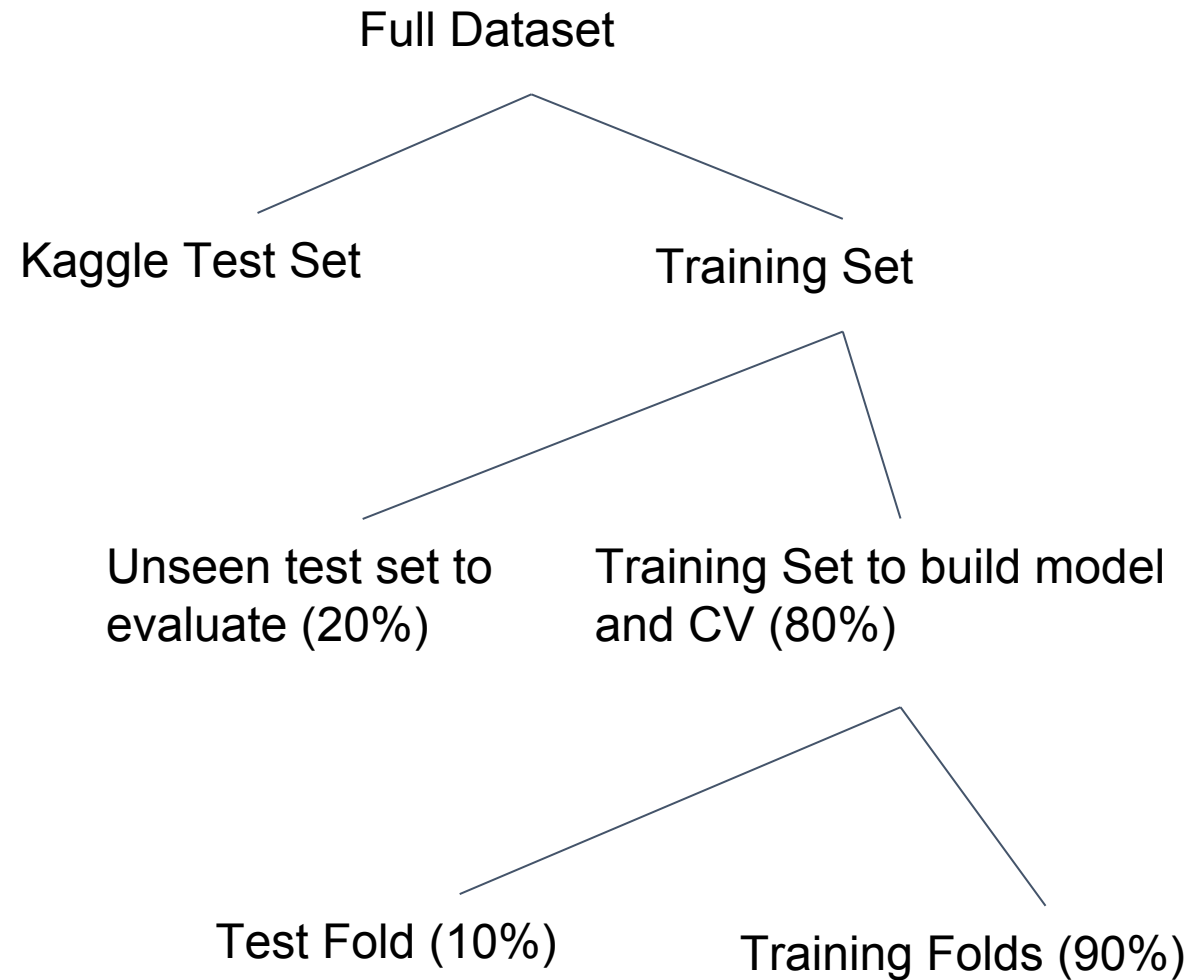 Full Dataset
Kaggle Test Set
Training Set
Unseen test set to
evaluate (20%)
Training Set to build model
and CV (80%)
Test Fold (10%)
Training Folds (90%)